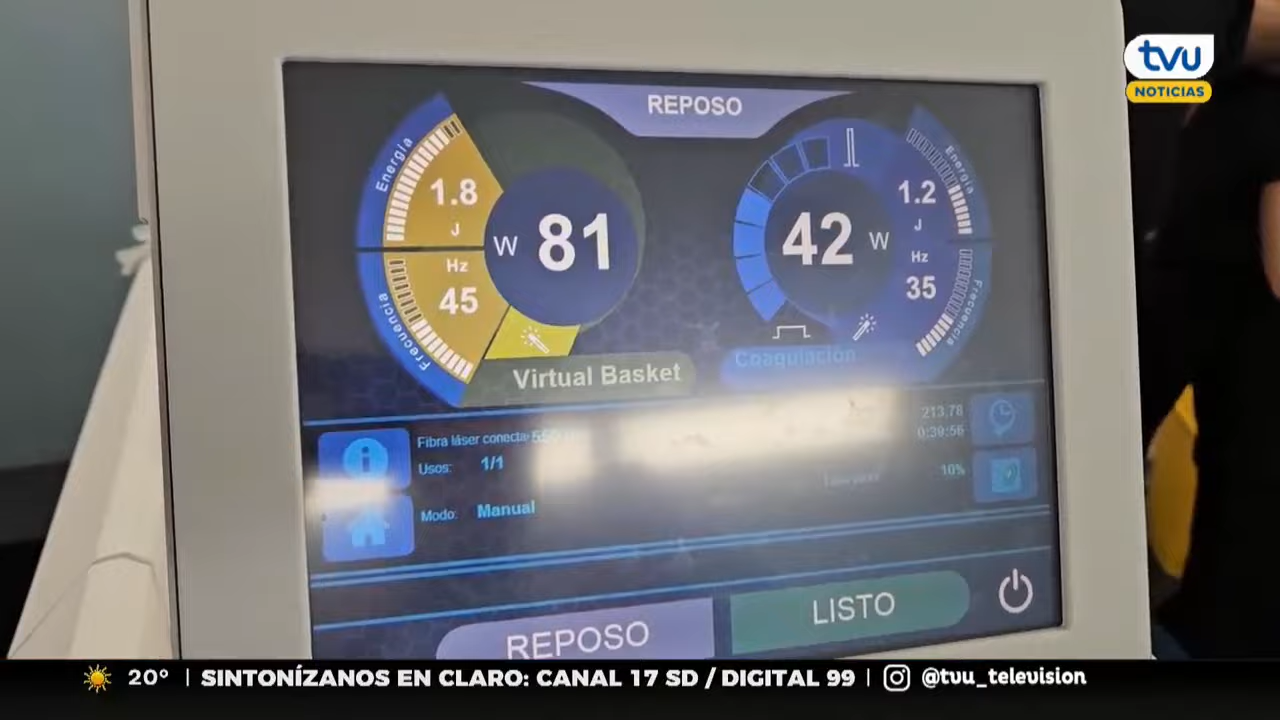 tvu
NOTICIAS
REPOSO
Energía
1.8
J
Hz
45
Frecuencia
W 81
Virtual Basket
42 W
Energía
1.2
J
Hz
35
Frecuencia
Coagulación
Fibra láser conecta
Usos: 1/1
Modo: Manual
213,78
0:39:56
10%
REPOSO
LISTO
20° | SINTONÍZANOS EN CLARO: CANAL 17 SD / DIGITAL 99 | @tvu_television